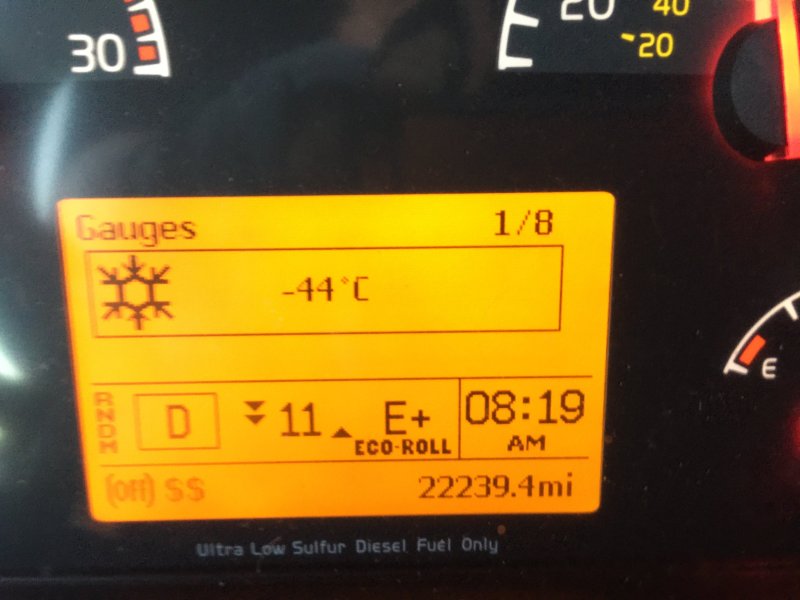 30
20 40
20
Gauges 1/8
-44°C
E
RNDM D 11 E+ 08:19
ECO-ROLL AM
(off) $$ 22239.4mi
Ultra Low Sulfur Diesel Fuel Only